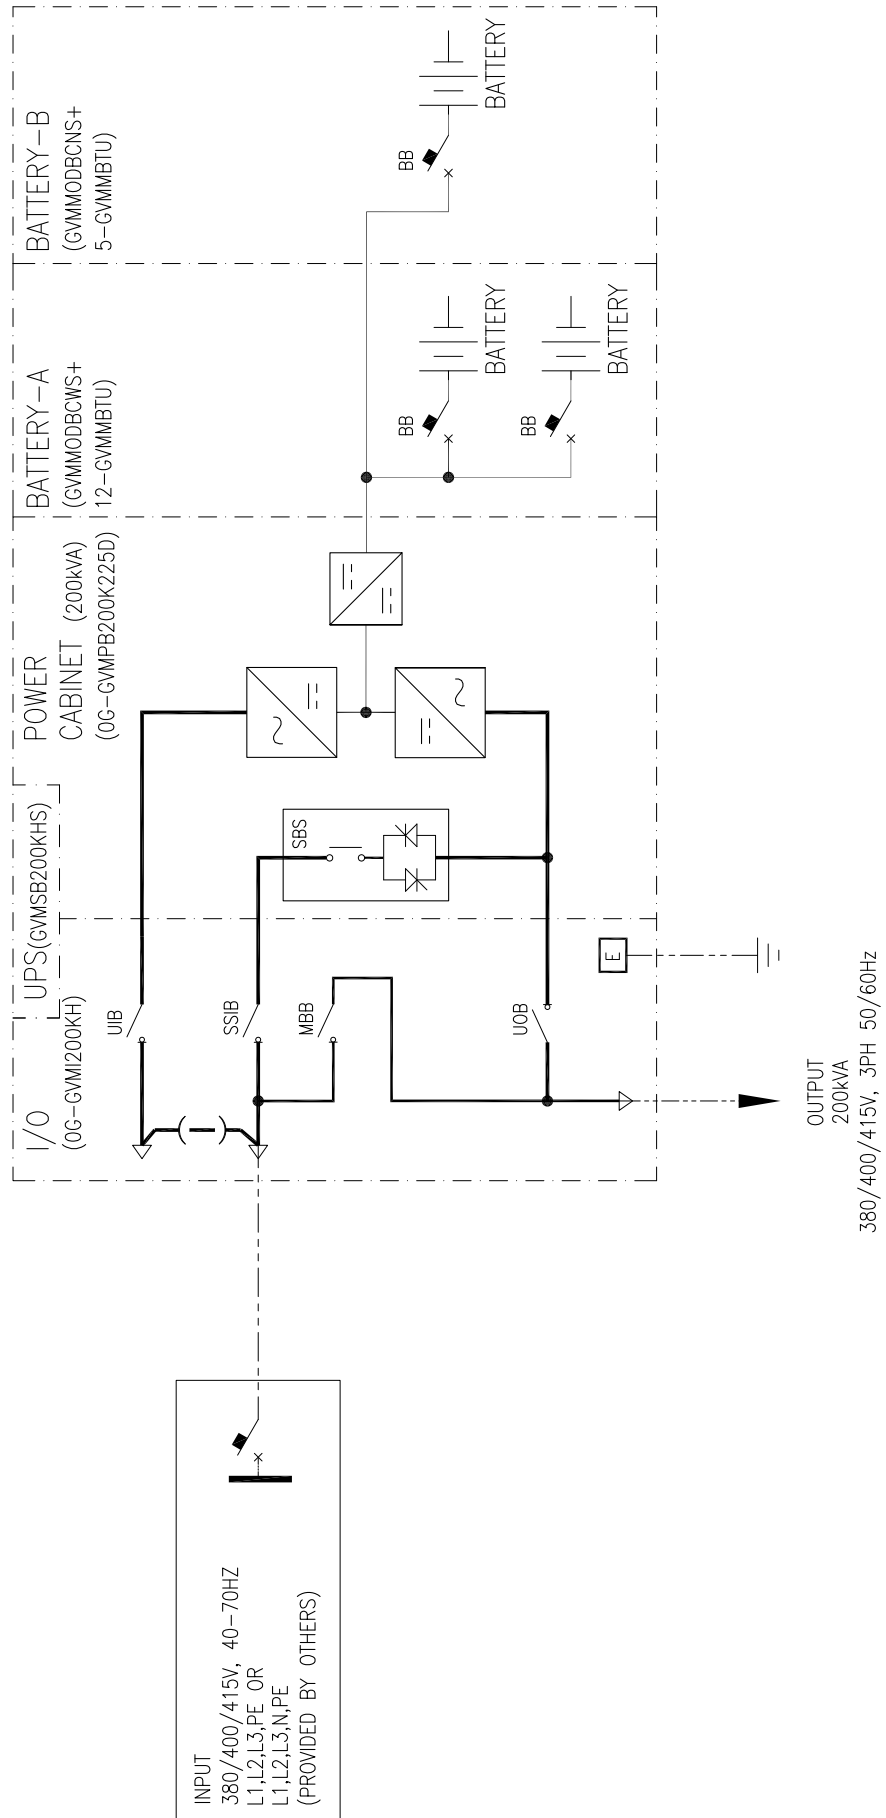 I/O
(0G-GVMI200KH)
UPS(GVMSB200KHS)
POWER
CABINET (200kVA)
(0G-GVMPB200K225D)
BATTERY-A
(GVMMODBCWS+
12-GVMMBTU)
BATTERY-B
(GVMMODBCNS+
5-GVMMBTU)
UIB
SSIB
MBB
UOB
SBS
E
BB
BATTERY
BB
BATTERY
BB
BATTERY
INPUT
380/400/415V, 40-70HZ
L1,L2,L3,PE OR
L1,L2,L3,N,PE
(PROVIDED BY OTHERS)
OUTPUT
200kVA
380/400/415V, 3PH 50/60Hz